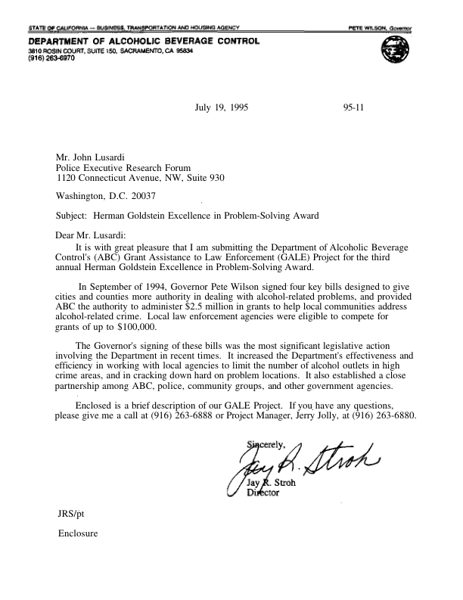 STATE OF CALIFORNIA — BUSINESS, TRANSPORTATION AND HOUSING AGENCY PETE WILSON, Governor
DEPARTMENT OF ALCOHOLIC BEVERAGE CONTROL
3810 ROSIN COURT, SUITE 150, SACRAMENTO, CA 95834
(916) 263-6970
July 19, 1995 95-11
Mr. John Lusardi
Police Executive Research Forum
1120 Connecticut Avenue, NW, Suite 930
Washington, D.C. 20037
Subject: Herman Goldstein Excellence in Problem-Solving Award
Dear Mr. Lusardi:
It is with great pleasure that I am submitting the Department of Alcoholic Beverage
Control's (ABC) Grant Assistance to Law Enforcement (GALE) Project for the third
annual Herman Goldstein Excellence in Problem-Solving Award.
In September of 1994, Governor Pete Wilson signed four key bills designed to give
cities and counties more authority in dealing with alcohol-related problems, and provided
ABC the authority to administer $2.5 million in grants to help local communities address
alcohol-related crime. Local law enforcement agencies were eligible to compete for
grants of up to $100,000.
The Governor's signing of these bills was the most significant legislative action
involving the Department in recent times. It increased the Department's effectiveness and
efficiency in working with local agencies to limit the number of alcohol outlets in high
crime areas, and in cracking down hard on problem locations. It also established a close
partnership among ABC, police, community groups, and other government agencies.
Enclosed is a brief description of our GALE Project. If you have any questions,
please give me a call at (916) 263-6888 or Project Manager, Jerry Jolly, at (916) 263-6880.
Sincerely,
Jay R. Stroh
Jay R. Stroh
Director
JRS/pt
Enclosure